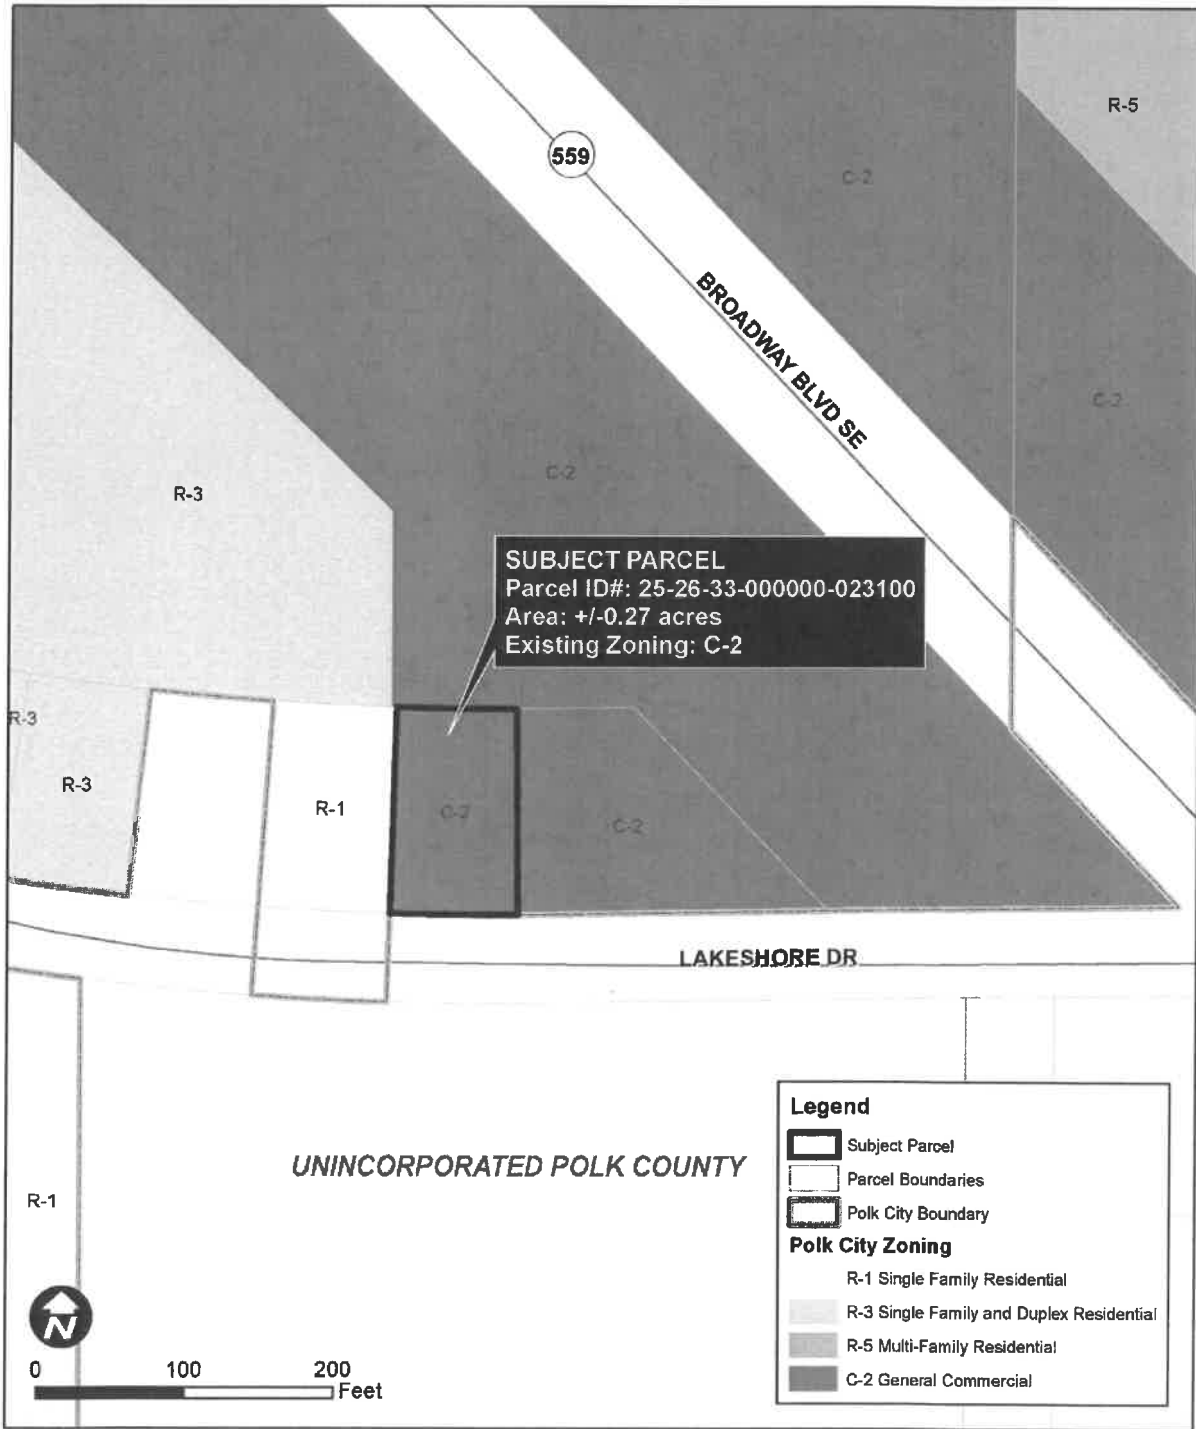 R-5
559
C-2
BROADWAY BLVD SE
C-2
C-2
R-3
SUBJECT PARCEL
Parcel ID#: 25-26-33-000000-023100
Area: +/-0.27 acres
Existing Zoning: C-2
R-3
R-3
R-1
C-2
C-2
LAKESHORE DR
UNINCORPORATED POLK COUNTY
R-1
Legend
Subject Parcel
Parcel Boundaries
Polk City Boundary
Polk City Zoning
R-1 Single Family Residential
R-3 Single Family and Duplex Residential
R-5 Multi-Family Residential
C-2 General Commercial
N
0 100 200
Feet